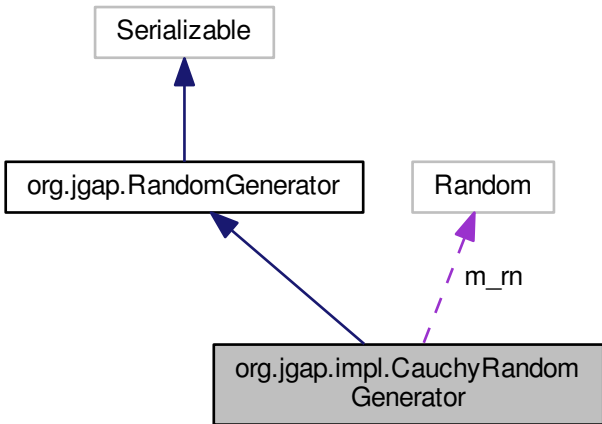 Serializable
org.jgap.RandomGenerator
Random
m_rn
org.jgap.impl.CauchyRandom
Generator